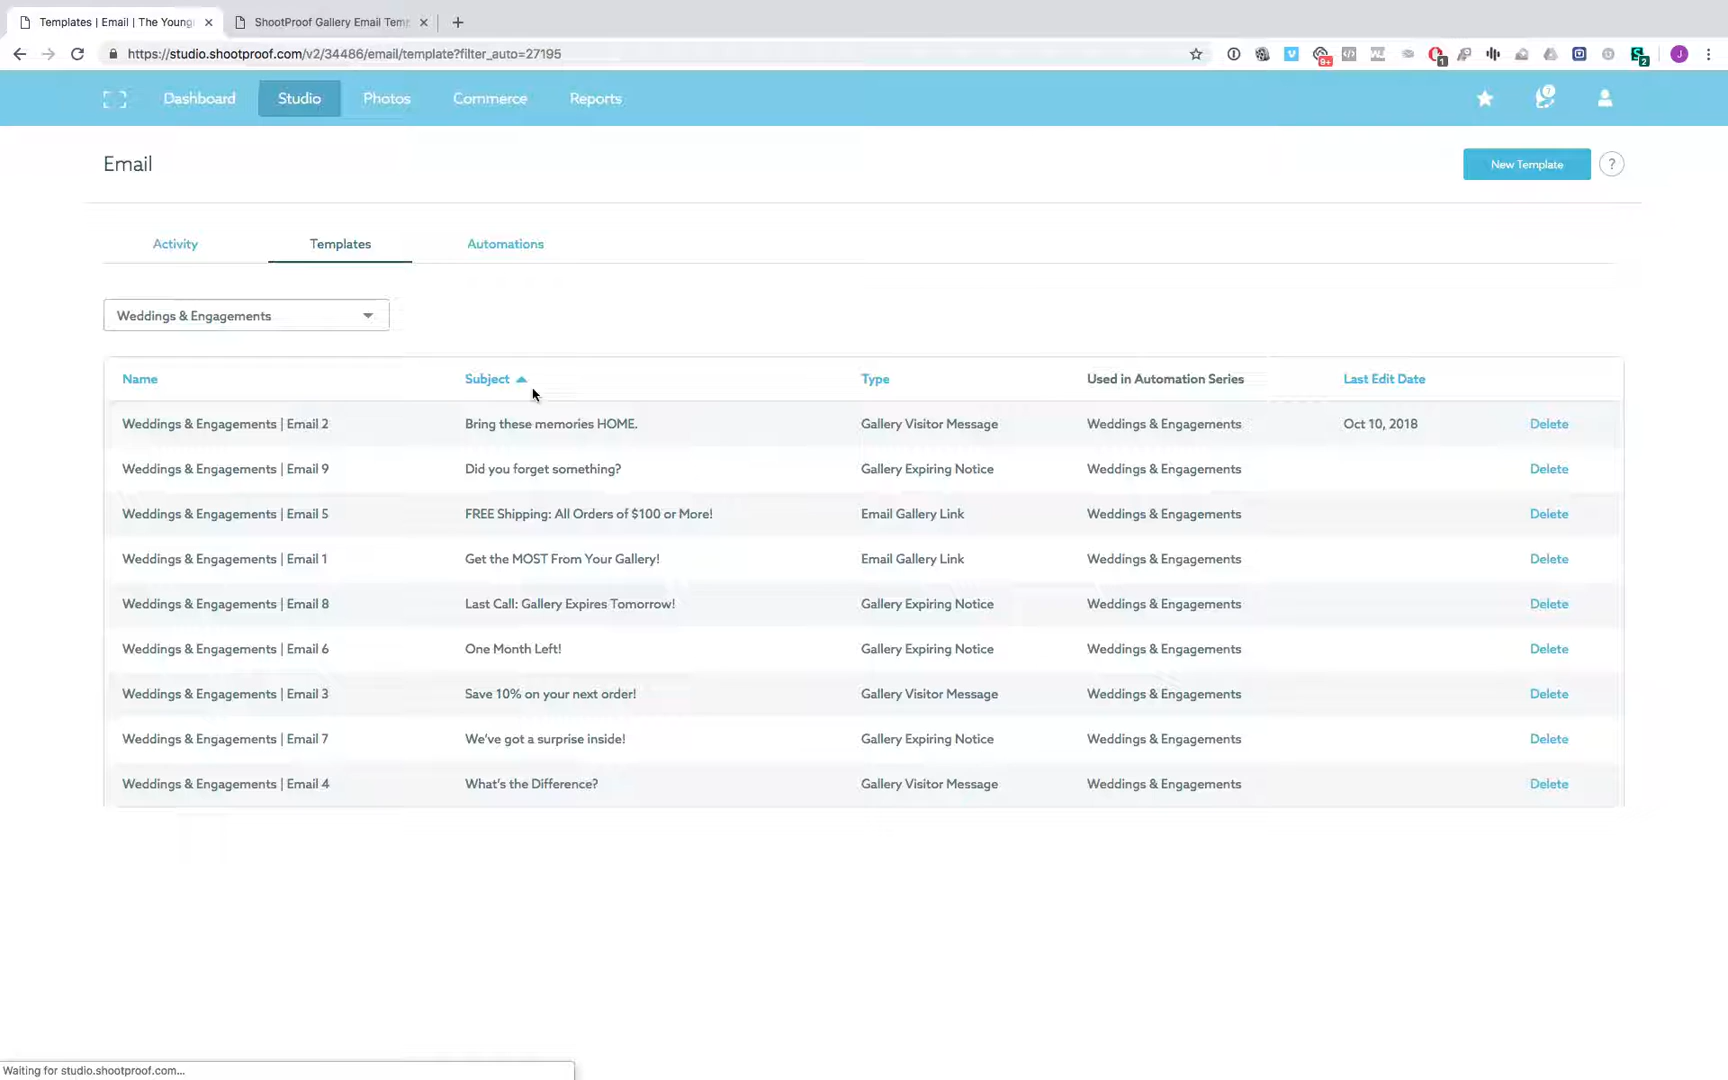 Templates | Email | The Young
ShootProof Gallery Email Temp
https://studio.shootproof.com/v2/34486/email/template?filter_auto=27195
9+
1
2
J
Dashboard
Studio
Photos
Commerce
Reports
7
Email
New Template
?
Activity
Templates
Automations
Weddings & Engagements
Name Subject Type Used in Automation Series Last Edit Date
Weddings & Engagements | Email 2 Bring these memories HOME. Gallery Visitor Message Weddings & Engagements Oct 10, 2018 Delete
Weddings & Engagements | Email 9 Did you forget something? Gallery Expiring Notice Weddings & Engagements Delete
Weddings & Engagements | Email 5 FREE Shipping: All Orders of $100 or More! Email Gallery Link Weddings & Engagements Delete
Weddings & Engagements | Email 1 Get the MOST From Your Gallery! Email Gallery Link Weddings & Engagements Delete
Weddings & Engagements | Email 8 Last Call: Gallery Expires Tomorrow! Gallery Expiring Notice Weddings & Engagements Delete
Weddings & Engagements | Email 6 One Month Left! Gallery Expiring Notice Weddings & Engagements Delete
Weddings & Engagements | Email 3 Save 10% on your next order! Gallery Visitor Message Weddings & Engagements Delete
Weddings & Engagements | Email 7 We've got a surprise inside! Gallery Expiring Notice Weddings & Engagements Delete
Weddings & Engagements | Email 4 What's the Difference? Gallery Visitor Message Weddings & Engagements Delete
Waiting for studio.shootproof.com...